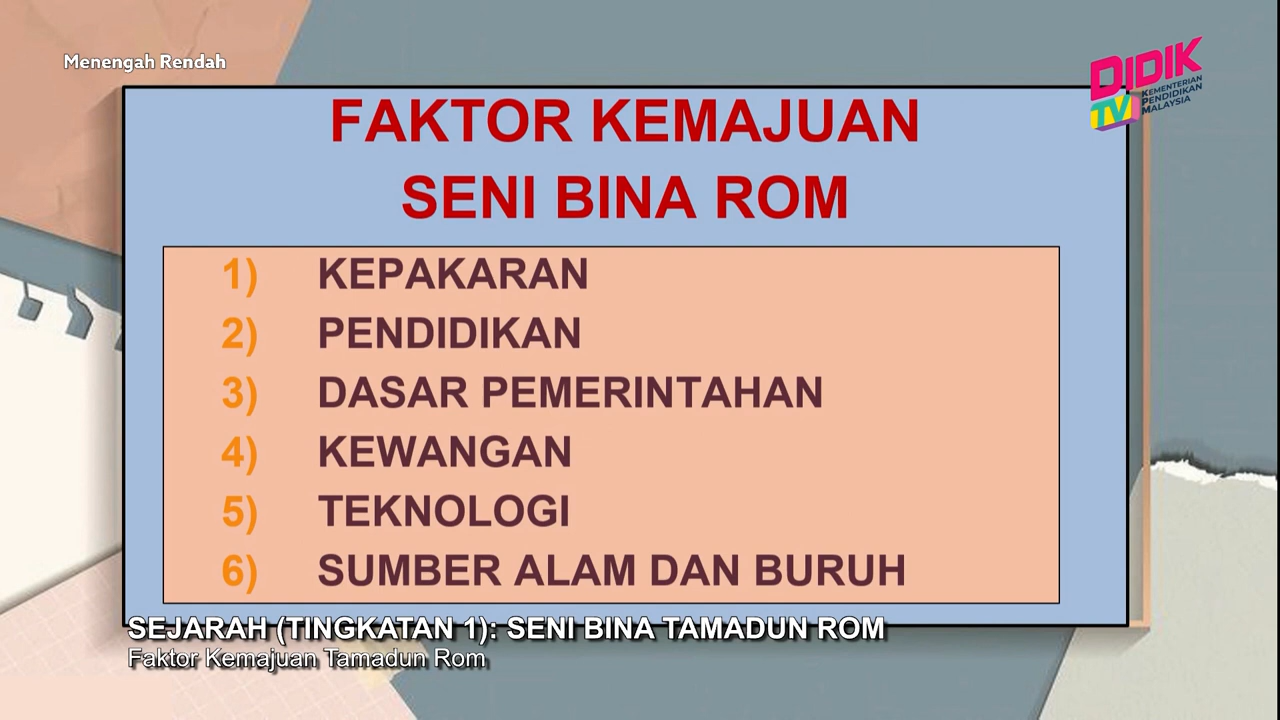 Menengah Rendah
DIDIK
TV
KEMENTERIAN
PENDIDIKAN
MALAYSIA
FAKTOR KEMAJUAN
SENI BINA ROM
1) KEPAKARAN
2) PENDIDIKAN
3) DASAR PEMERINTAHAN
4) KEWANGAN
5) TEKNOLOGI
6) SUMBER ALAM DAN BURUH
SEJARAH (TINGKATAN 1): SENI BINA TAMADUN ROM
Faktor Kemajuan Tamadun Rom